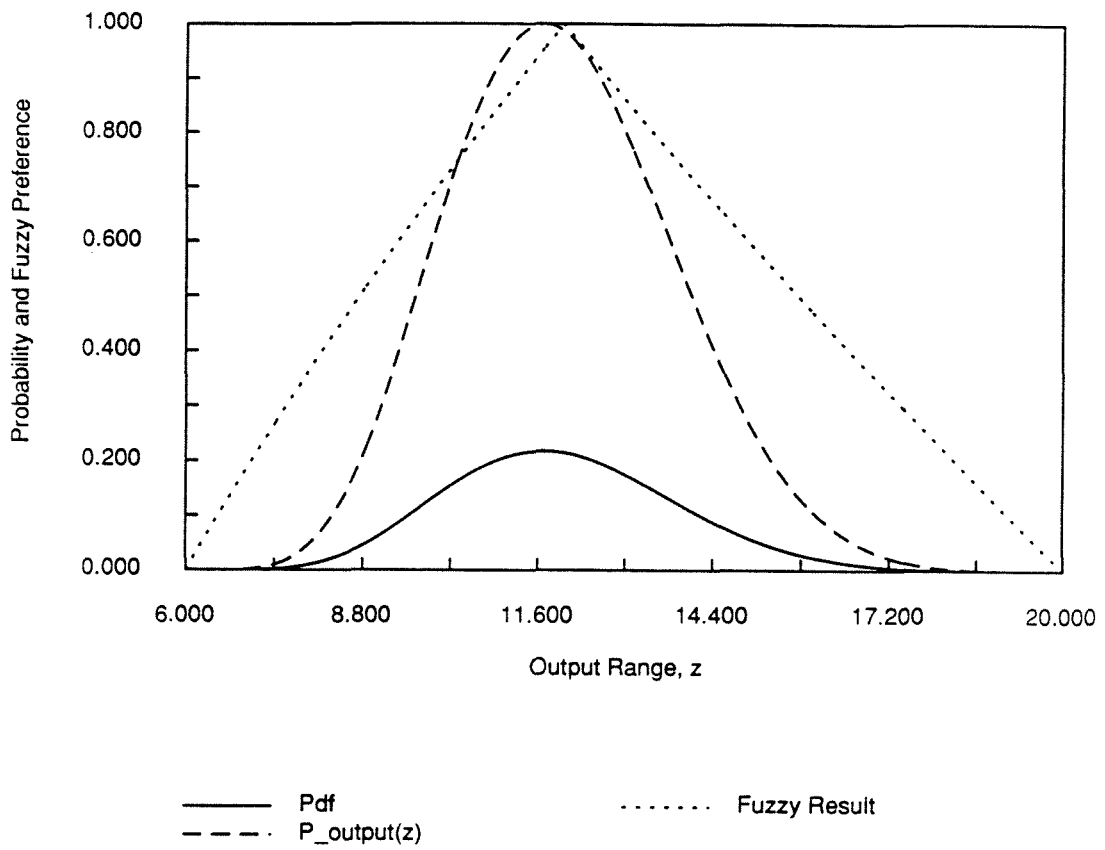 Probability and Fuzzy Preference
1.000
0.800
0.600
0.400
0.200
0.000
6.000 8.800 11.600 14.400 17.200 20.000
Output Range, z
Pdf
P_output(z)
Fuzzy Result